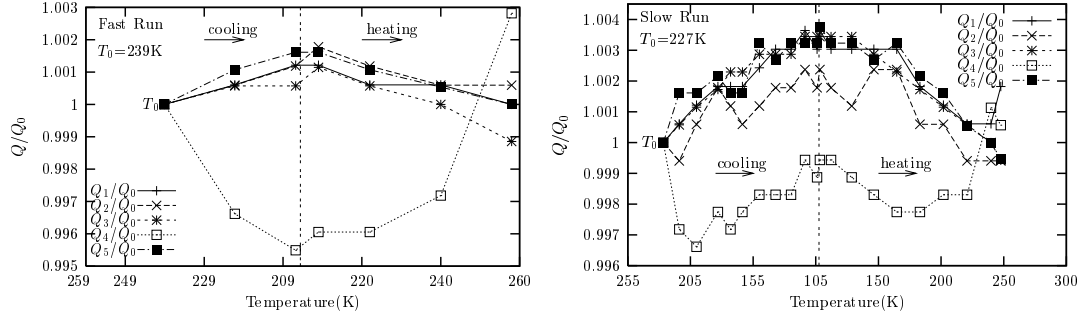 Fast Run
T0=239K
cooling
heating
T0
Q/Q0
1.003
1.002
1.001
1
0.999
0.998
0.997
0.996
0.995
Q1/Q0
Q2/Q0
Q3/Q0
Q4/Q0
Q5/Q0
259 249 229 209 222 240 260
Temperature(K)
Slow Run
T0=227K
Q1/Q0
Q2/Q0
Q3/Q0
Q4/Q0
Q5/Q0
T0
cooling
heating
Q/Q0
1.004
1.003
1.002
1.001
1
0.999
0.998
0.997
0.996
255 205 155 105 150 200 250 300
Temperature(K)